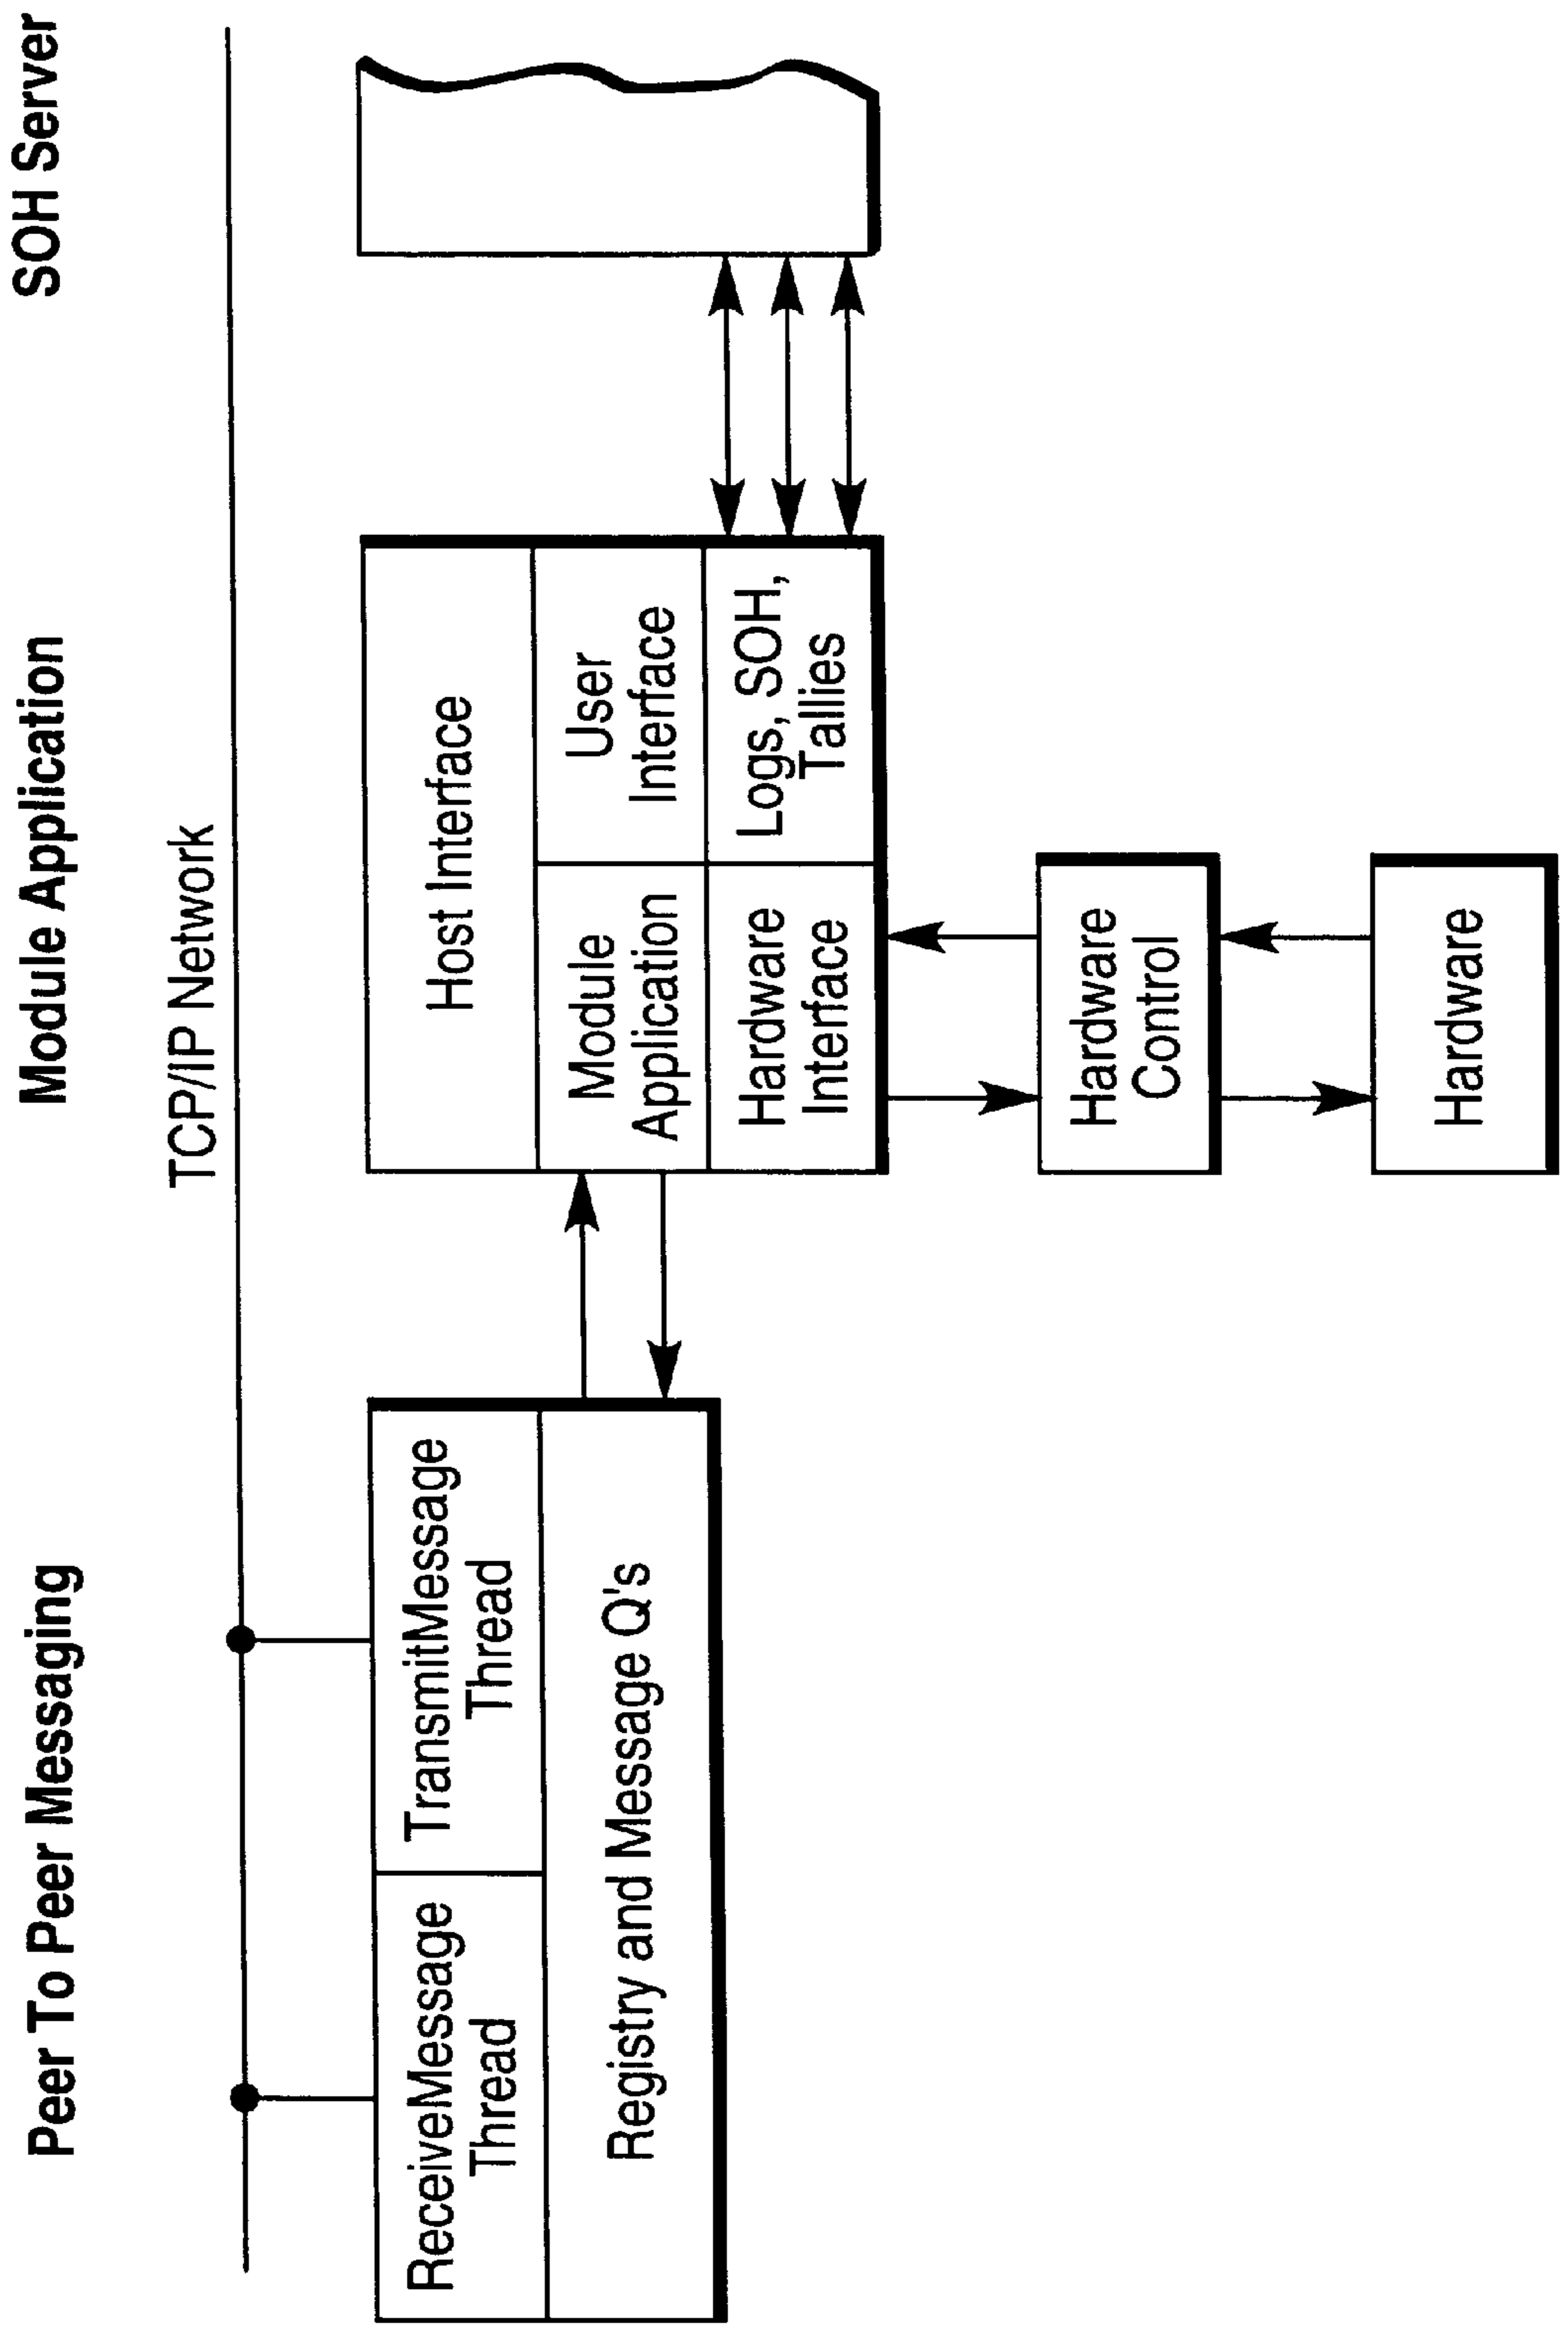 Peer To Peer Messaging
Module Application
SOH Server
TCP/IP Network
ReceiveMessage
Thread
TransmitMessage
Thread
Registry and Message Q's
Host Interface
Module
Application
User
Interface
Hardware
Interface
Logs, SOH,
Tallies
Hardware
Control
Hardware